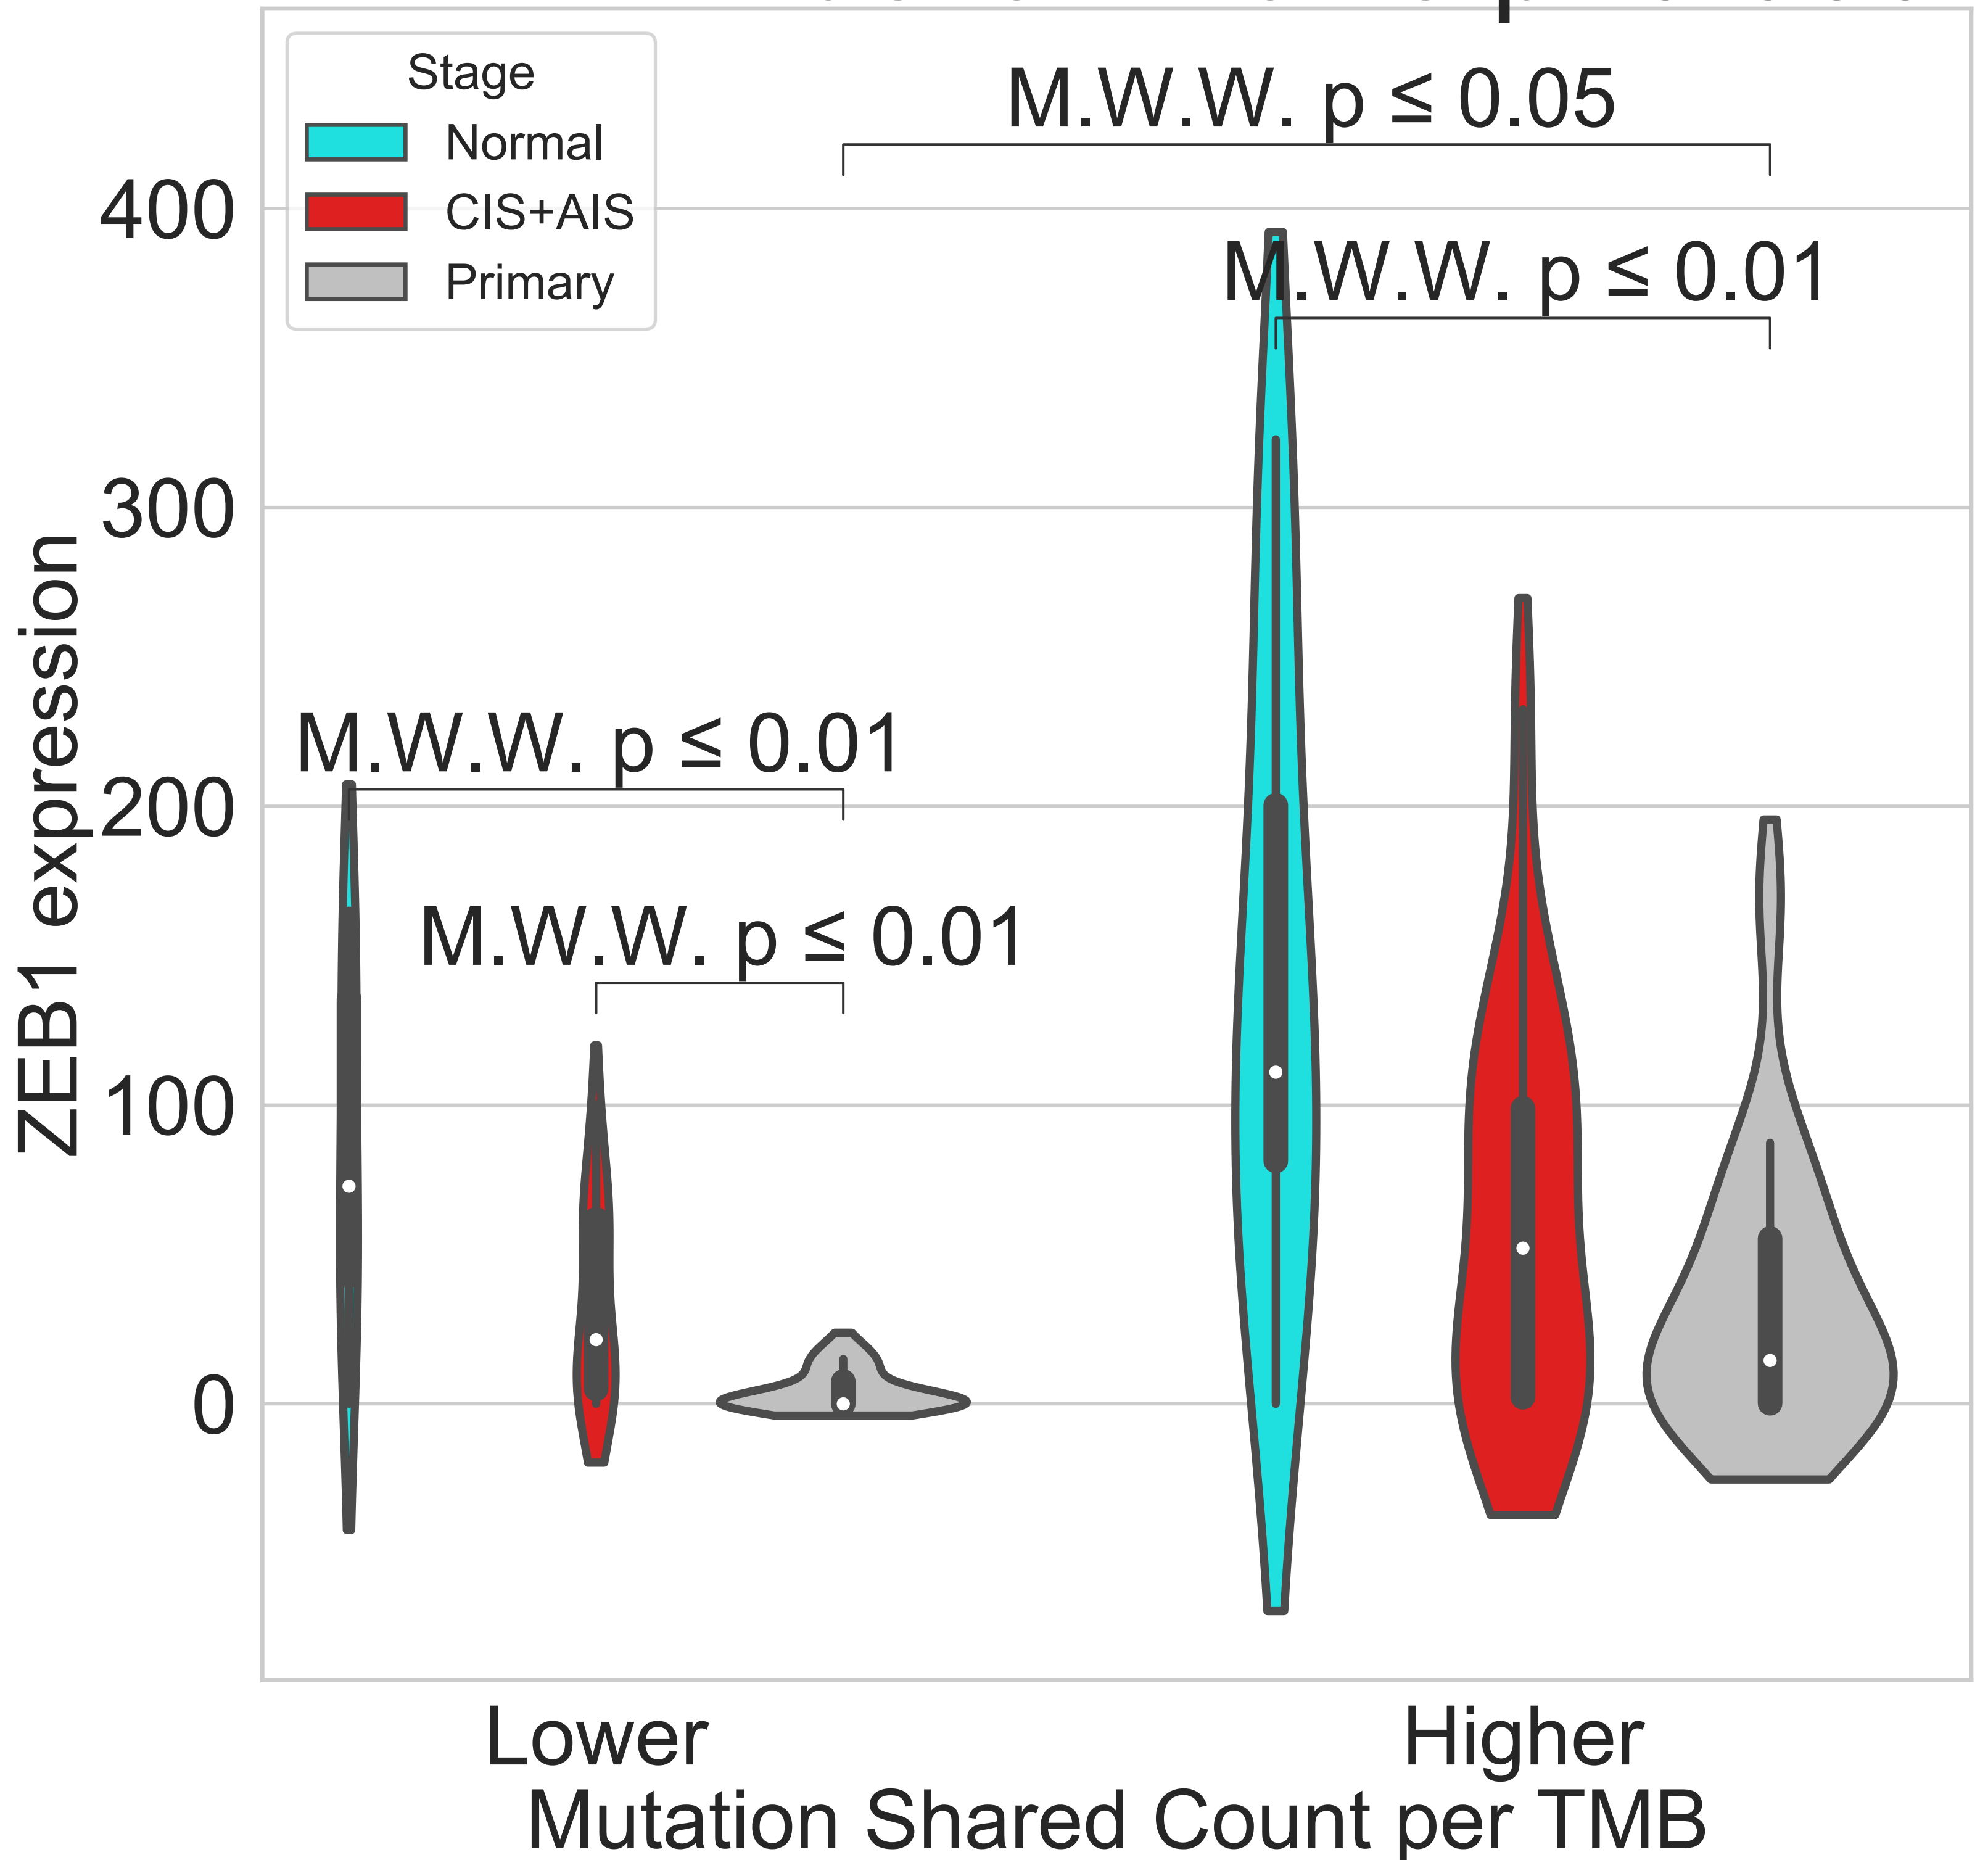 Stage
Normal
CIS+AIS
Primary
M.W.W. p ≤ 0.05
M.W.W. p ≤ 0.01
M.W.W. p ≤ 0.01
M.W.W. p ≤ 0.01
400
300
200
100
0
ZEB1 expression
Lower
Higher
Mutation Shared Count per TMB